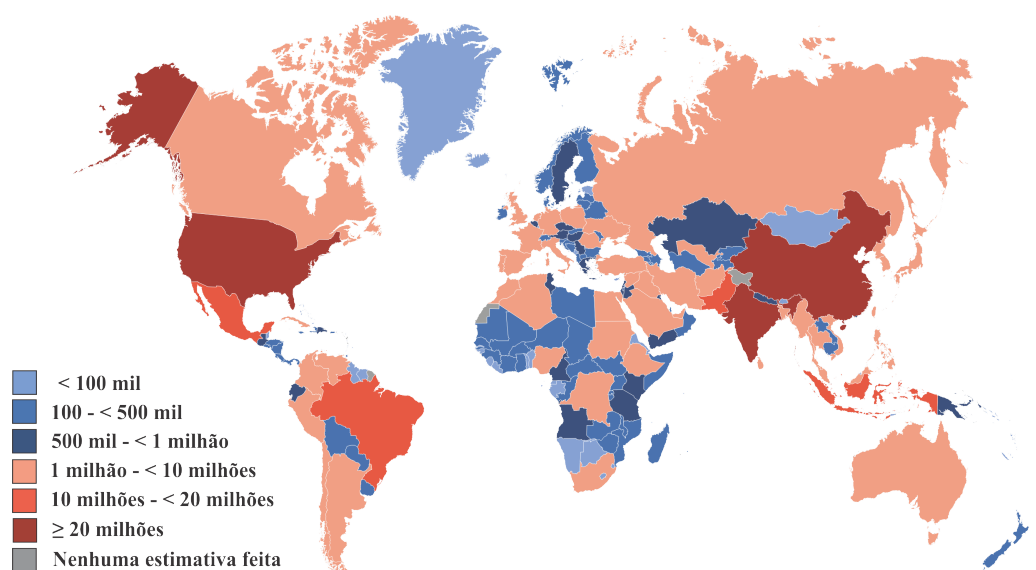 < 100 mil
100 - < 500 mil
500 mil - < 1 milhão
1 milhão - < 10 milhões
10 milhões - < 20 milhões
≥ 20 milhões
Nenhuma estimativa feita